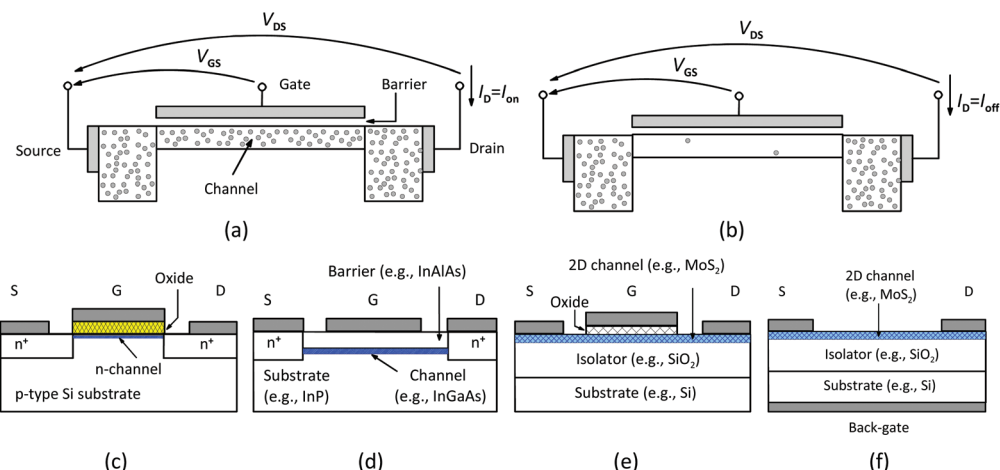 V_DS
V_GS
Gate
Barrier
I_D=I_on
Source
Drain
Channel
(a)
V_DS
V_GS
I_D=I_off
(b)
S
G
Oxide
D
n⁺
n⁺
n-channel
p-type Si substrate
(c)
Barrier (e.g., InAlAs)
S
G
D
n⁺
n⁺
Substrate
(e.g., InP)
Channel
(e.g., InGaAs)
(d)
2D channel (e.g., MoS₂)
S
G
D
Oxide
Isolator (e.g., SiO₂)
Substrate (e.g., Si)
(e)
2D channel
(e.g., MoS₂)
S
D
Isolator (e.g., SiO₂)
Substrate (e.g., Si)
Back-gate
(f)